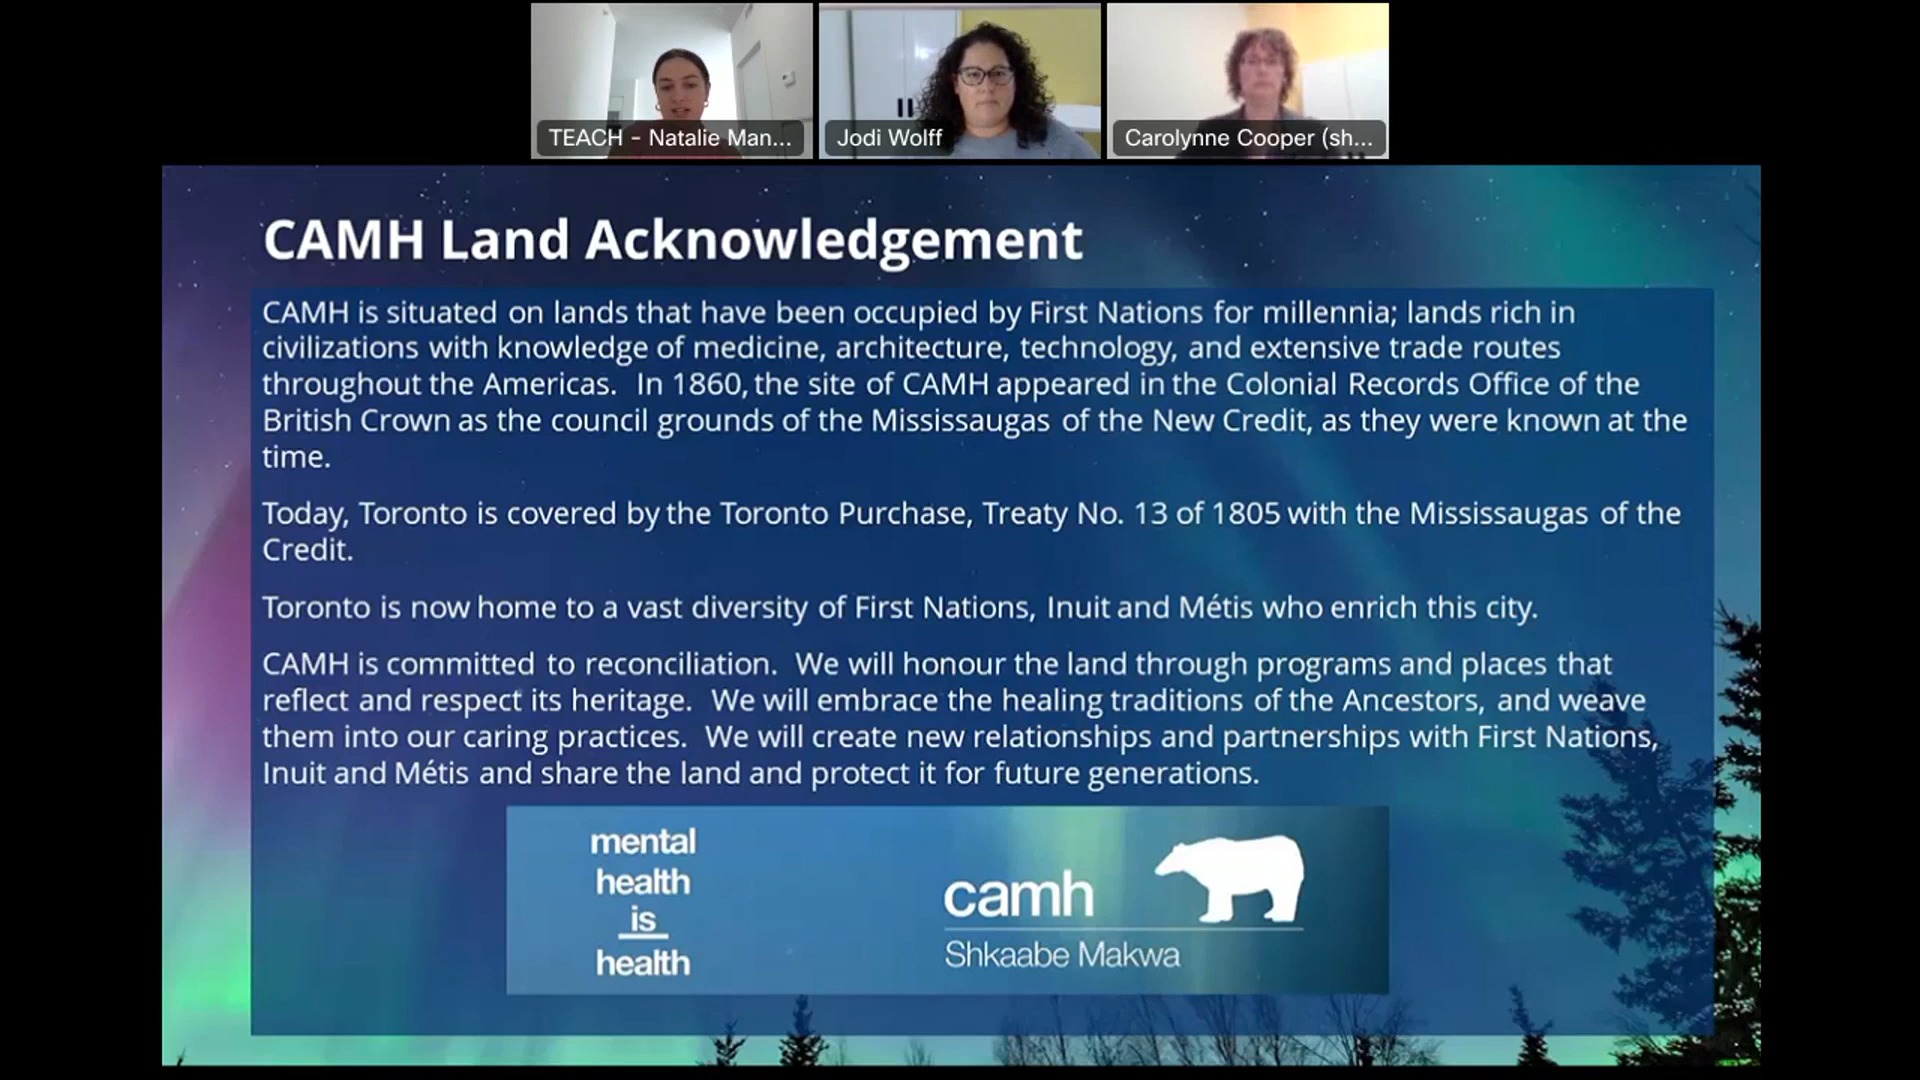 TEACH - Natalie Man...
Jodi Wolff
Carolynne Cooper (sh...
CAMH Land Acknowledgement
CAMH is situated on lands that have been occupied by First Nations for millennia; lands rich in
civilizations with knowledge of medicine, architecture, technology, and extensive trade routes
throughout the Americas.  In 1860, the site of CAMH appeared in the Colonial Records Office of the
British Crown as the council grounds of the Mississaugas of the New Credit, as they were known at the
time.
Today, Toronto is covered by the Toronto Purchase, Treaty No. 13 of 1805 with the Mississaugas of the
Credit.
Toronto is now home to a vast diversity of First Nations, Inuit and Métis who enrich this city.
CAMH is committed to reconciliation.  We will honour the land through programs and places that
reflect and respect its heritage.  We will embrace the healing traditions of the Ancestors, and weave
them into our caring practices.  We will create new relationships and partnerships with First Nations,
Inuit and Métis and share the land and protect it for future generations.
mental
health
is
health
camh
Shkaabe Makwa